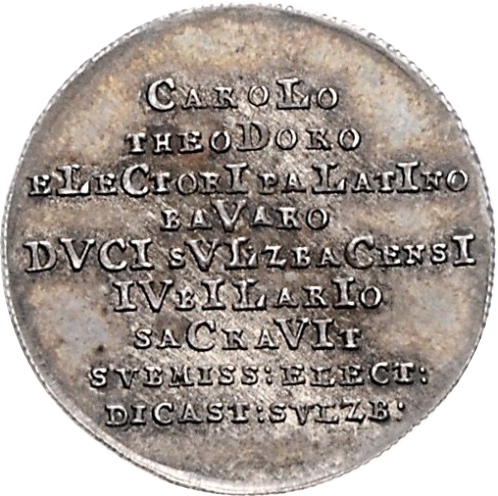 CAROLO
THEODORO
ELECTORI PALATINO
BAVARO
DVCI SVLZBACENSI
IVBILARIO
SACRAVIT
SVBMISS:ELECT:
DICAST:SVLZB: